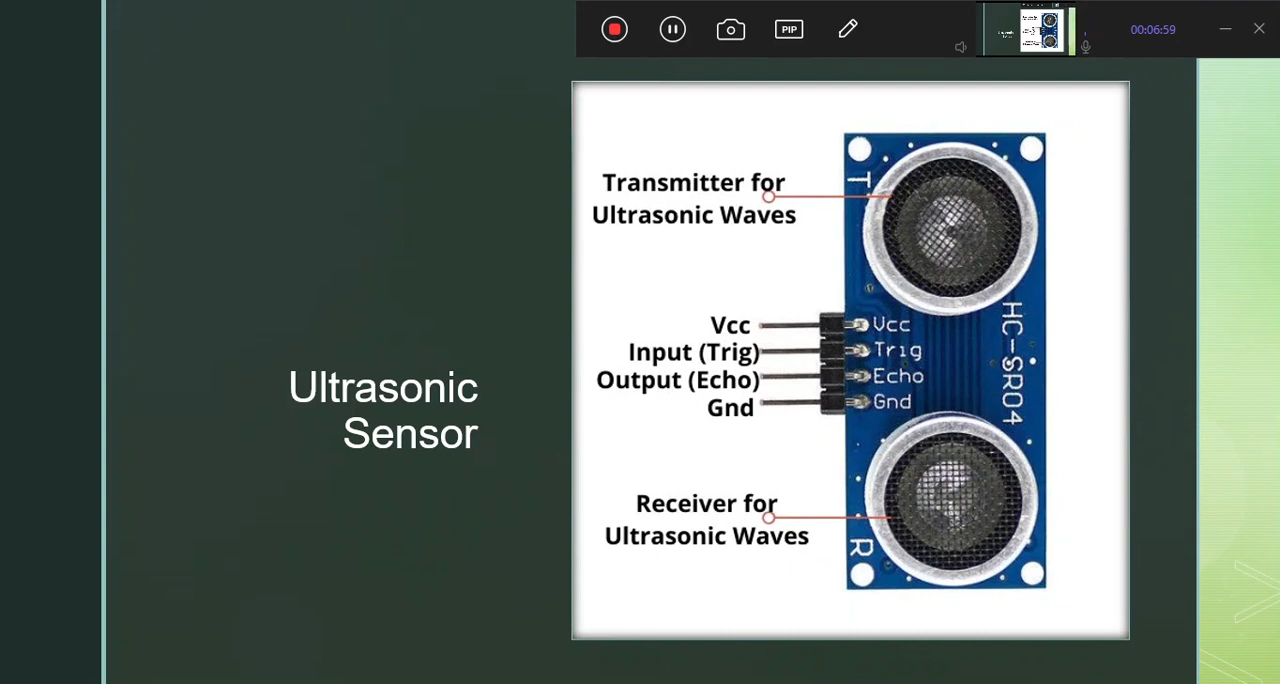 PIP
00:06:59
Transmitter for
Ultrasonic Waves
T
Vcc
Input (Trig)
Output (Echo)
Gnd
Vcc
Trig
Echo
Gnd
HC-SR04
Ultrasonic
Sensor
Receiver for
Ultrasonic Waves
R